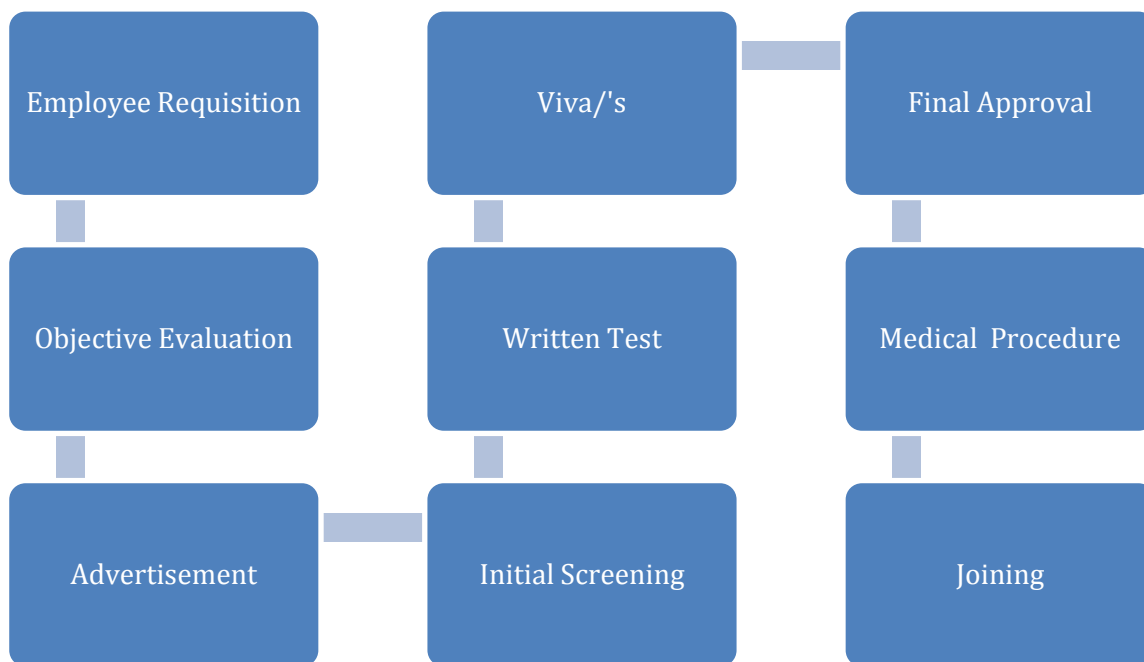 Employee Requisition
Objective Evaluation
Advertisement
Initial Screening
Written Test
Viva/'s
Final Approval
Medical  Procedure
Joining